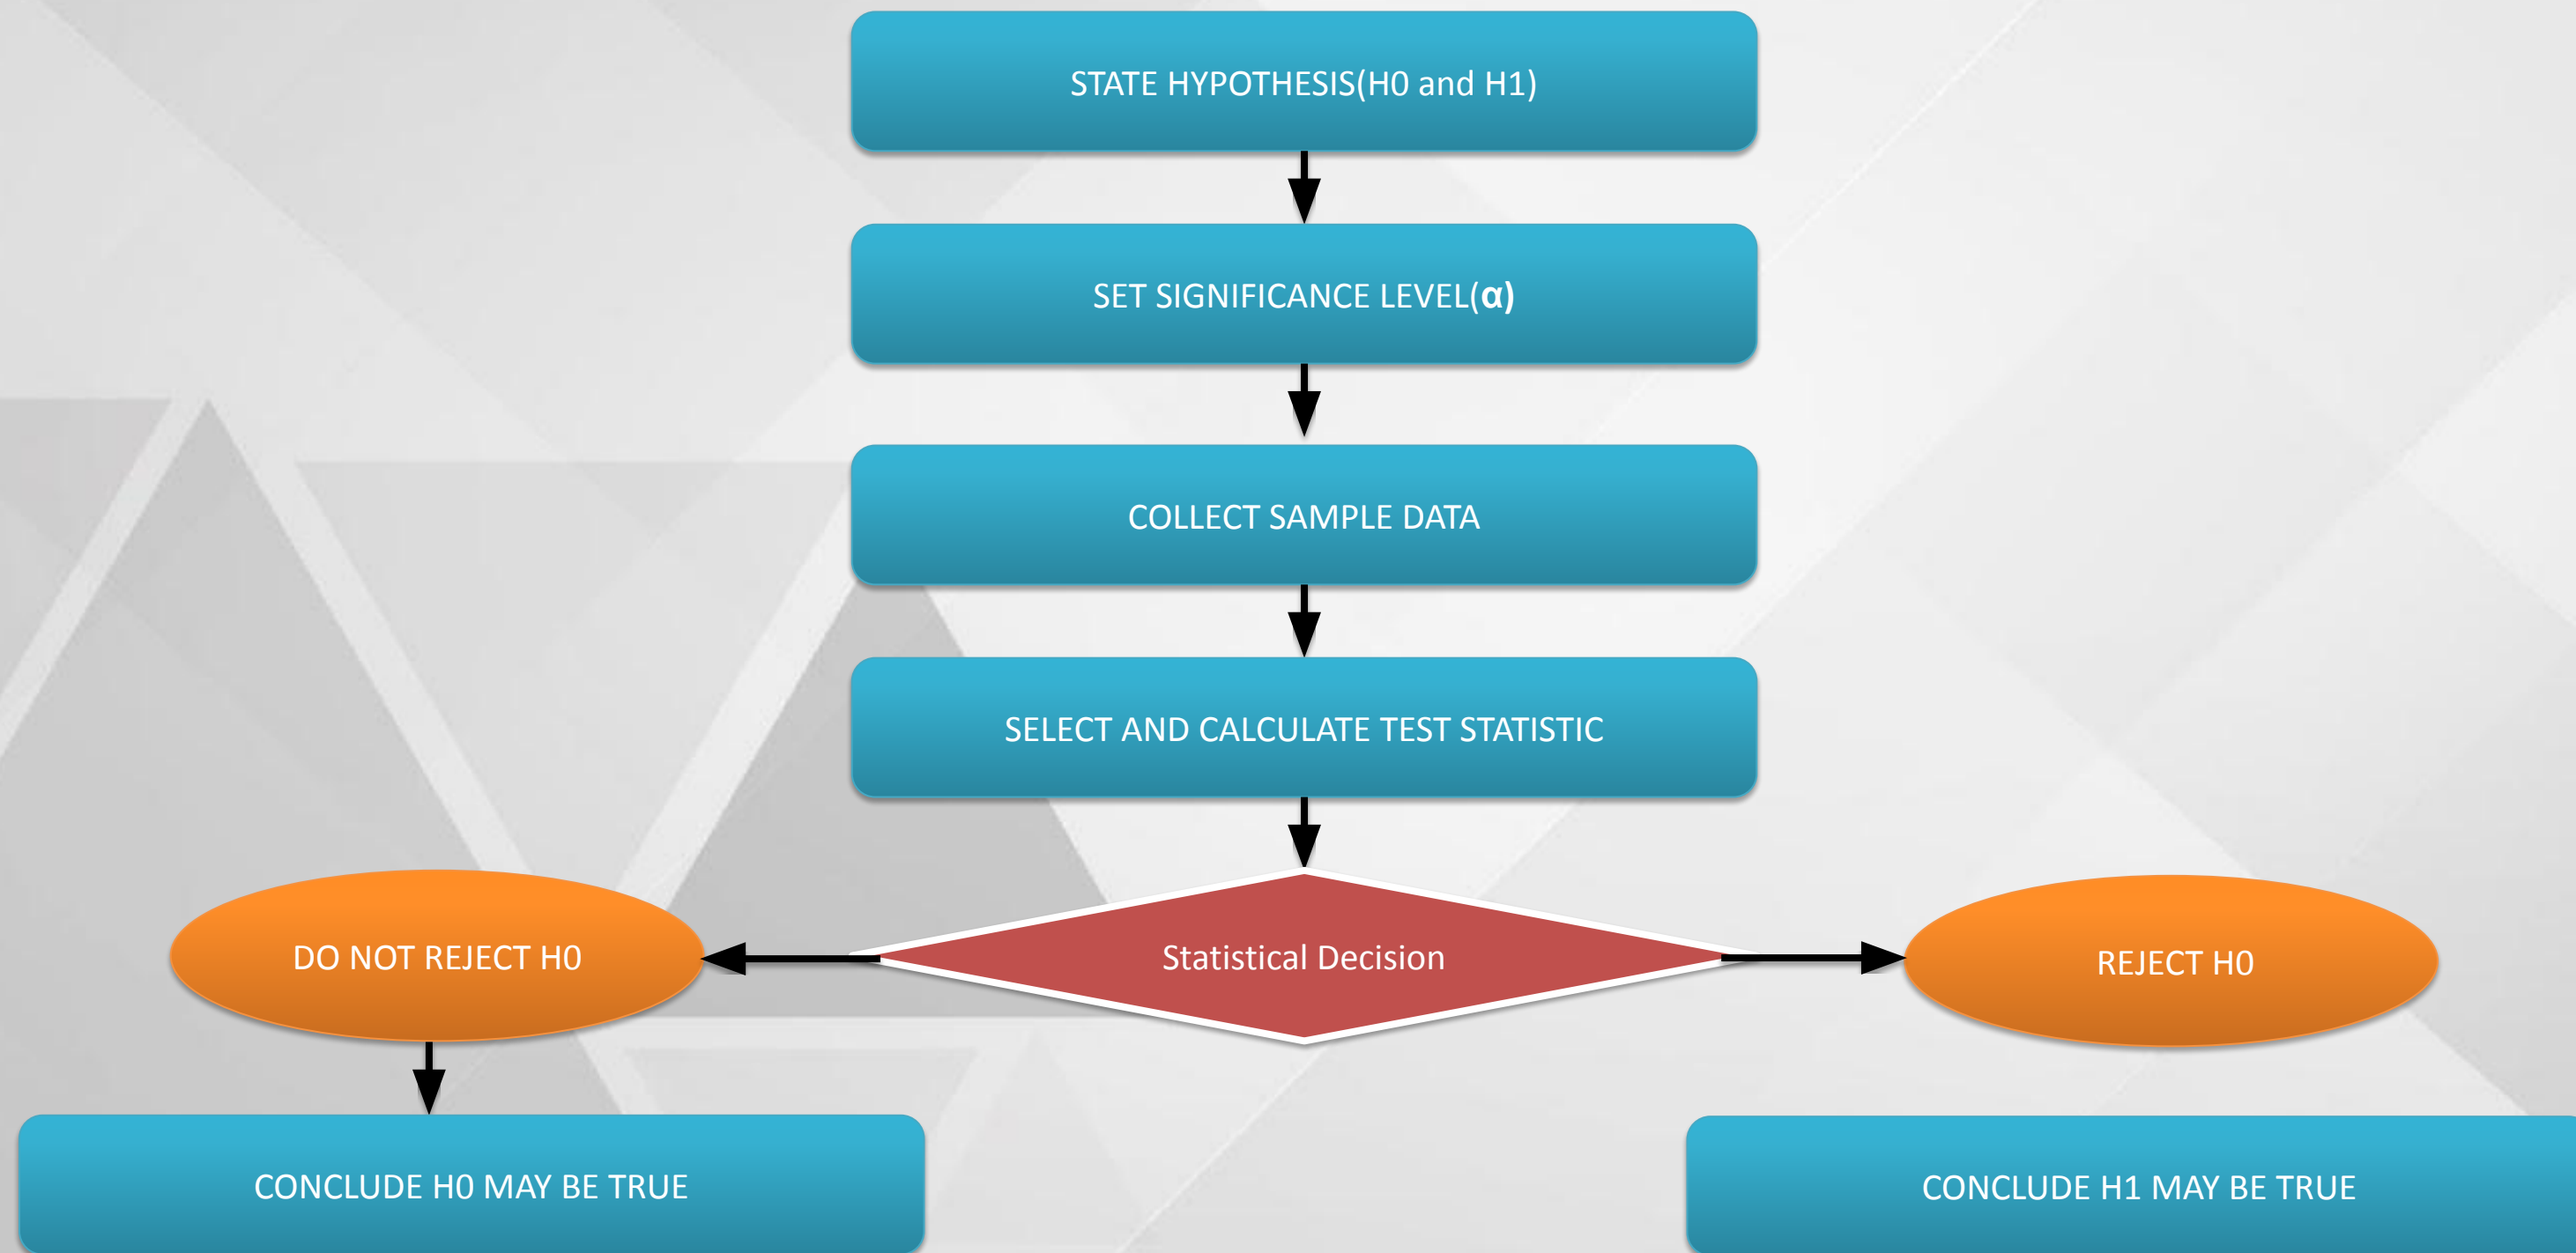 STATE HYPOTHESIS(H0 and H1)
SET SIGNIFICANCE LEVEL(α)
COLLECT SAMPLE DATA
SELECT AND CALCULATE TEST STATISTIC
DO NOT REJECT H0
Statistical Decision
REJECT H0
CONCLUDE H0 MAY BE TRUE
CONCLUDE H1 MAY BE TRUE